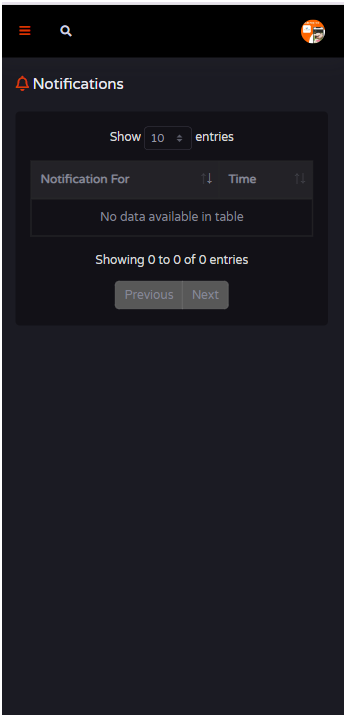 Notifications
Show 10 entries
Notification For Time
No data available in table
Showing 0 to 0 of 0 entries
Previous Next